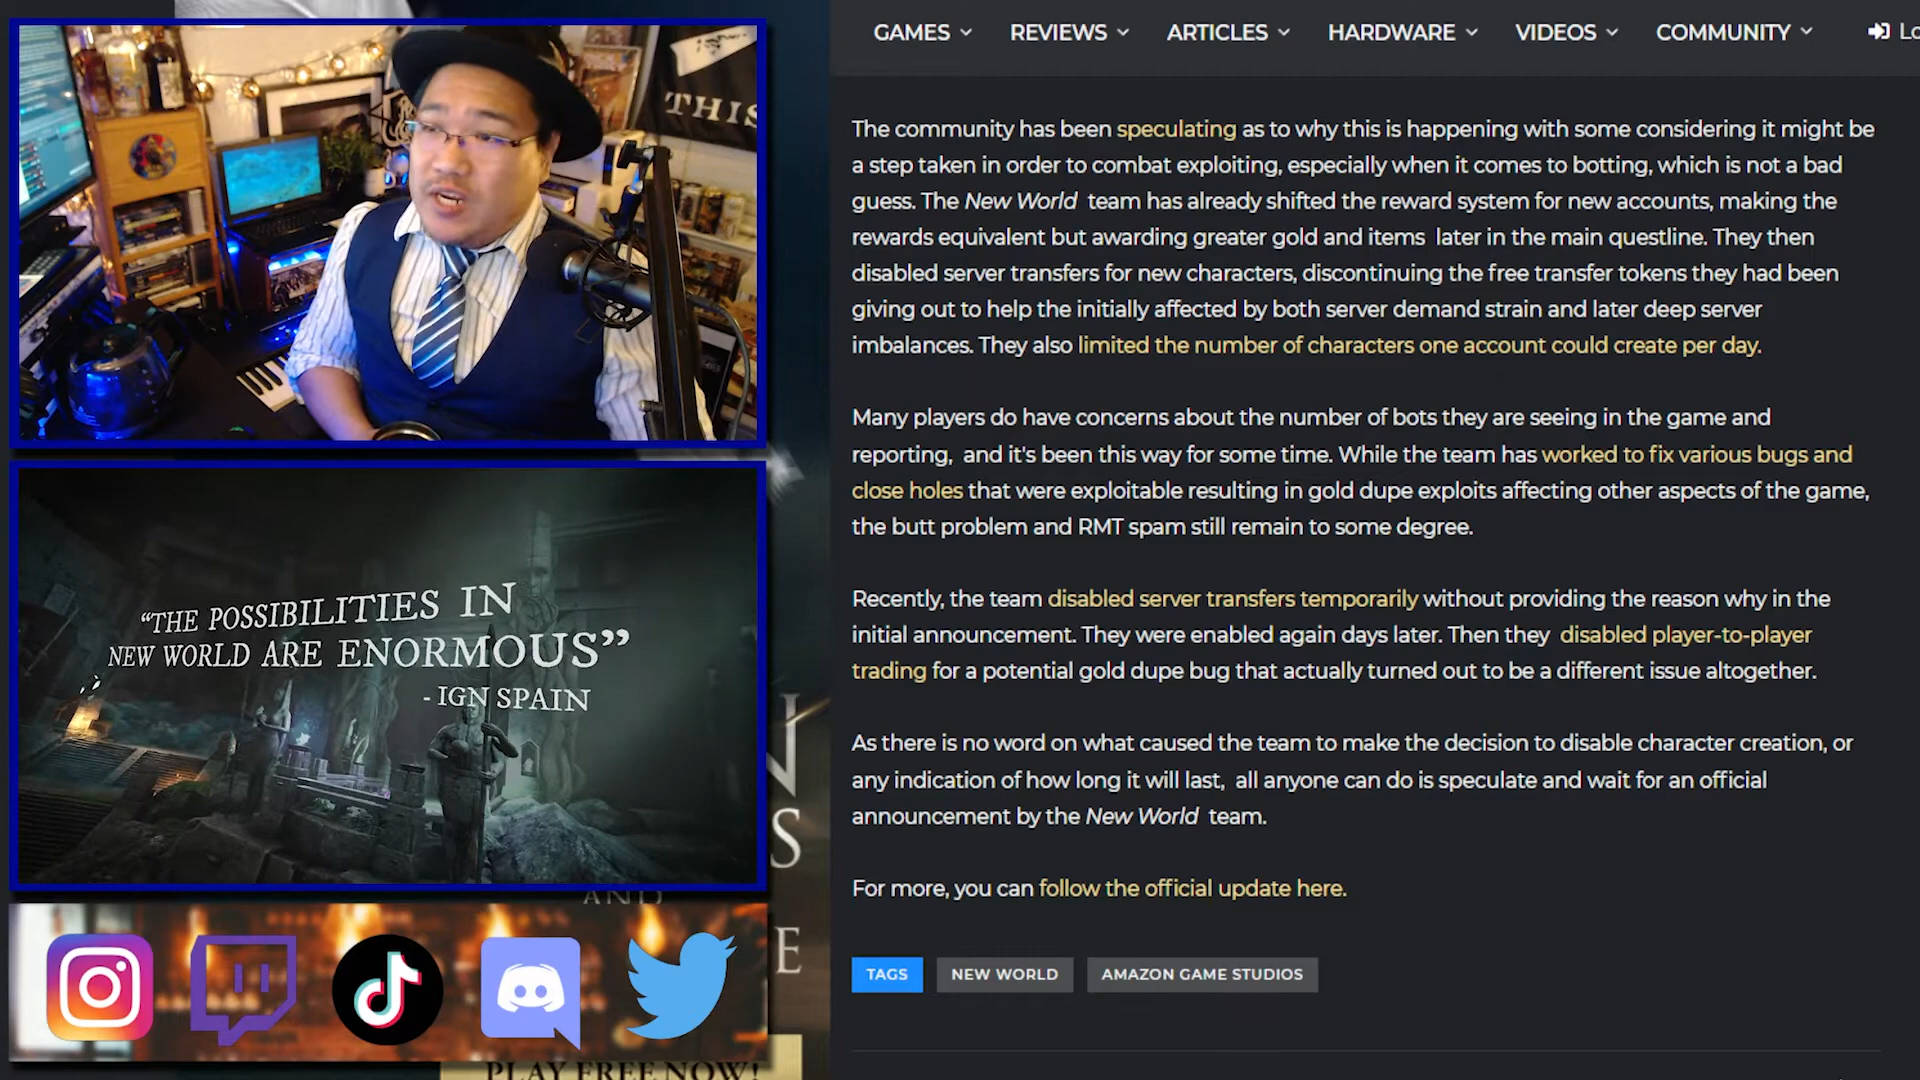 THIS
GAMES
REVIEWS
ARTICLES
HARDWARE
VIDEOS
COMMUNITY
Lo
The community has been speculating as to why this is happening with some considering it might be
a step taken in order to combat exploiting, especially when it comes to botting, which is not a bad
guess. The New World team has already shifted the reward system for new accounts, making the
rewards equivalent but awarding greater gold and items later in the main questline. They then
disabled server transfers for new characters, discontinuing the free transfer tokens they had been
giving out to help the initially affected by both server demand strain and later deep server
imbalances. They also limited the number of characters one account could create per day.
Many players do have concerns about the number of bots they are seeing in the game and
reporting, and it's been this way for some time. While the team has worked to fix various bugs and
close holes that were exploitable resulting in gold dupe exploits affecting other aspects of the game,
the butt problem and RMT spam still remain to some degree.
Recently, the team disabled server transfers temporarily without providing the reason why in the
initial announcement. They were enabled again days later. Then they disabled player-to-player
trading for a potential gold dupe bug that actually turned out to be a different issue altogether.
As there is no word on what caused the team to make the decision to disable character creation, or
any indication of how long it will last, all anyone can do is speculate and wait for an official
announcement by the New World team.
For more, you can follow the official update here.
TAGS
NEW WORLD
AMAZON GAME STUDIOS
“THE POSSIBILITIES IN
NEW WORLD ARE ENORMOUS”
- IGN SPAIN
N
S
AND
E
PLAY FREE NOW!